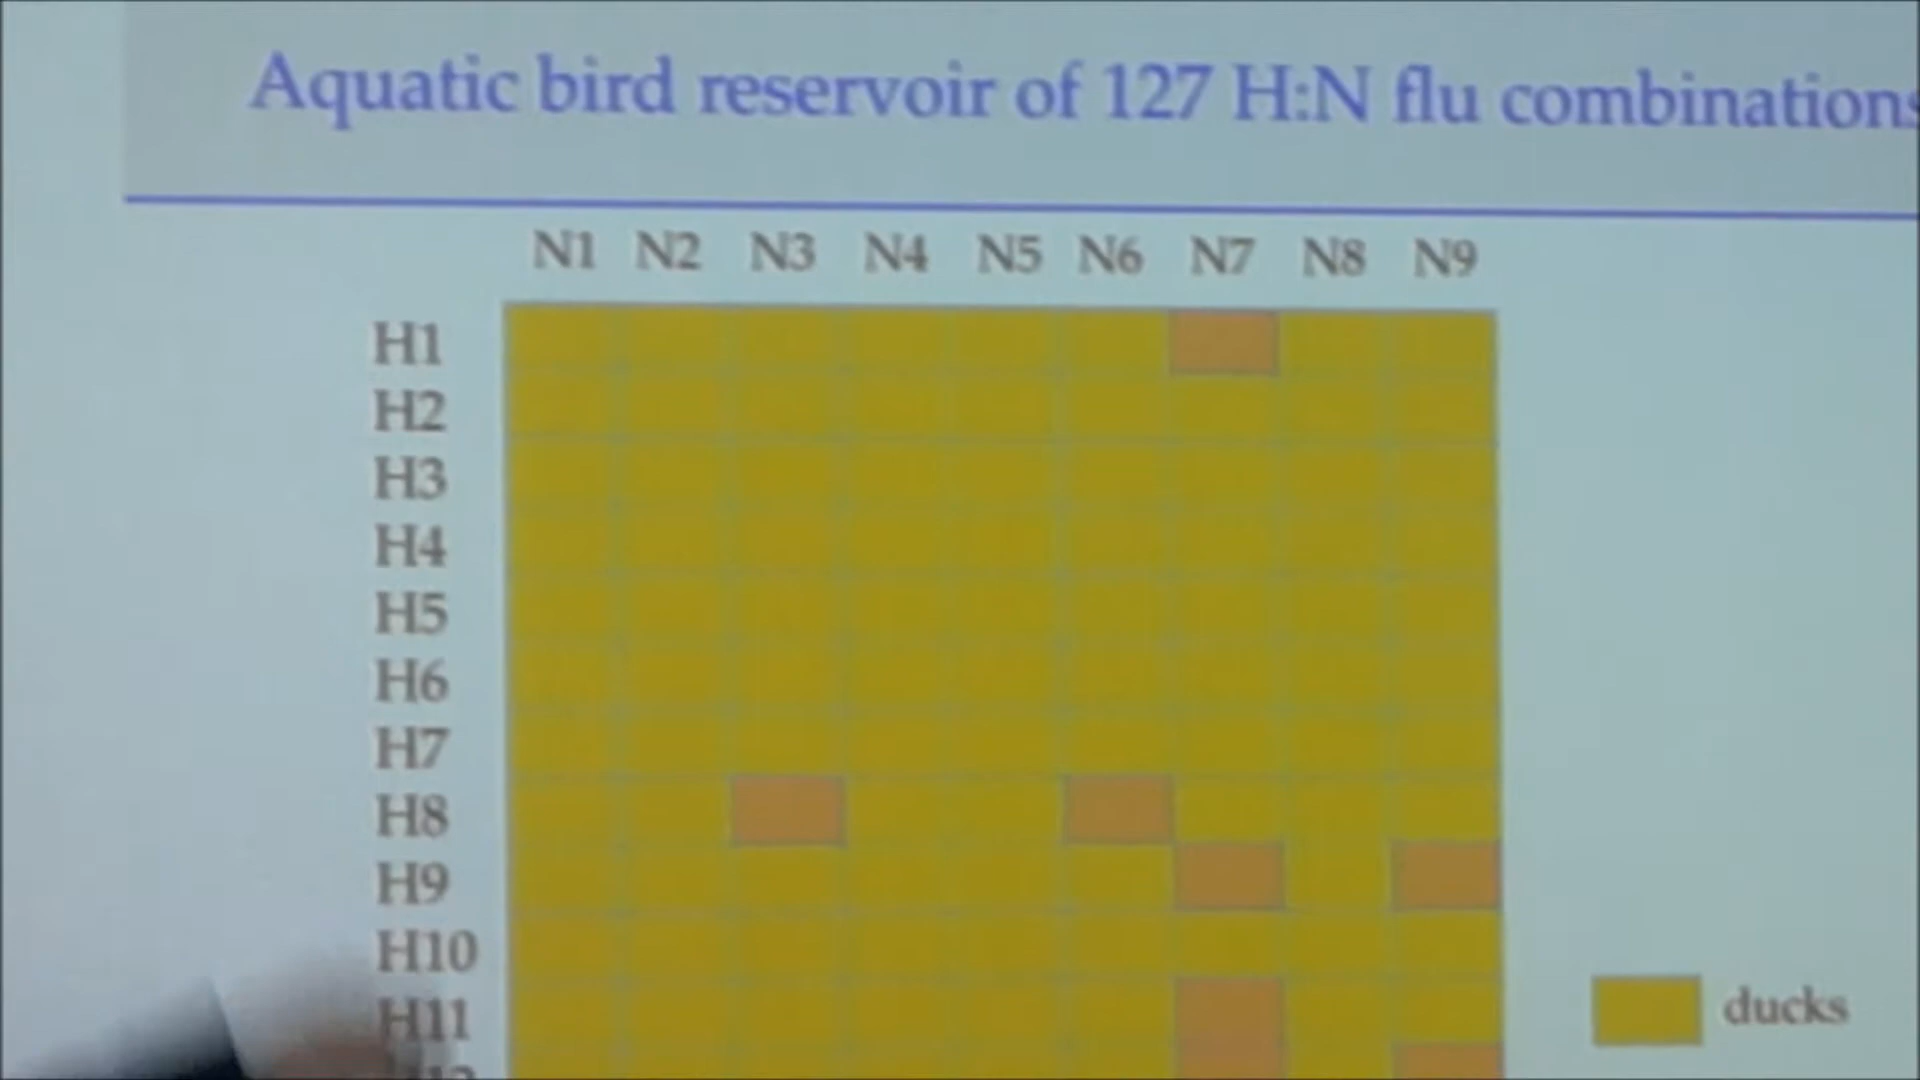 Aquatic bird reservoir of 127 H:N flu combinations
N1 N2 N3 N4 N5 N6 N7 N8 N9
H1
H2
H3
H4
H5
H6
H7
H8
H9
H10
H11
ducks